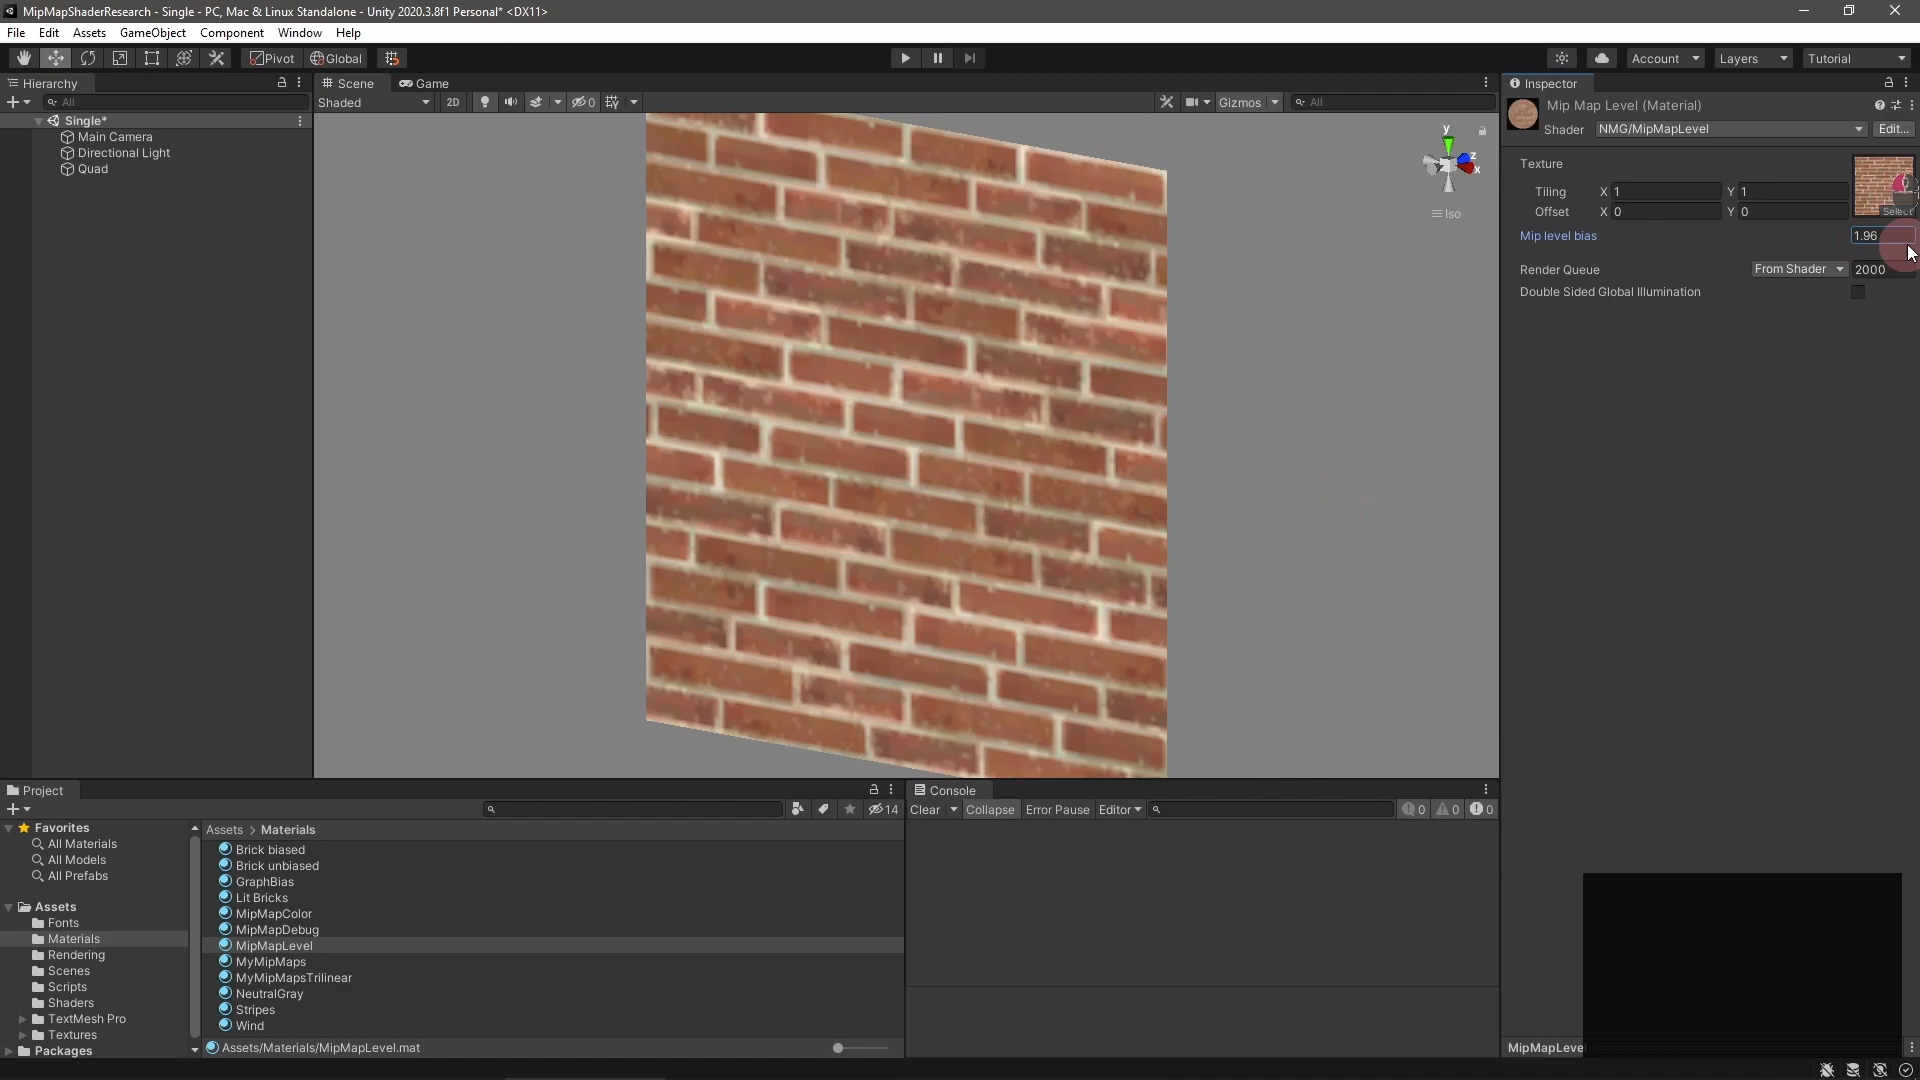 MipMapShaderResearch - Single - PC, Mac & Linux Standalone - Unity 2020.3.8f1 Personal* <DX11>
File Edit Assets GameObject Component Window Help
Pivot Global Account Layers Tutorial
Hierarchy
All
Single*
Main Camera
Directional Light
Quad
Scene Game
Shaded 2D 0 Gizmos All
y
z
x
Iso
Inspector
Mip Map Level (Material)
Shader NMG/MipMapLevel Edit...
Texture
Tiling X 1 Y 1
Offset X 0 Y 0
Select
Mip level bias 1.96
Render Queue From Shader 2000
Double Sided Global Illumination
Project
14
Favorites
All Materials
All Models
All Prefabs
Assets
Fonts
Materials
Rendering
Scenes
Scripts
Shaders
TextMesh Pro
Textures
Packages
Assets > Materials
Brick biased
Brick unbiased
GraphBias
Lit Bricks
MipMapColor
MipMapDebug
MipMapLevel
MyMipMaps
MyMipMapsTrilinear
NeutralGray
Stripes
Wind
Assets/Materials/MipMapLevel.mat
Console
Clear Collapse Error Pause Editor 0 0 0
MipMapLeve